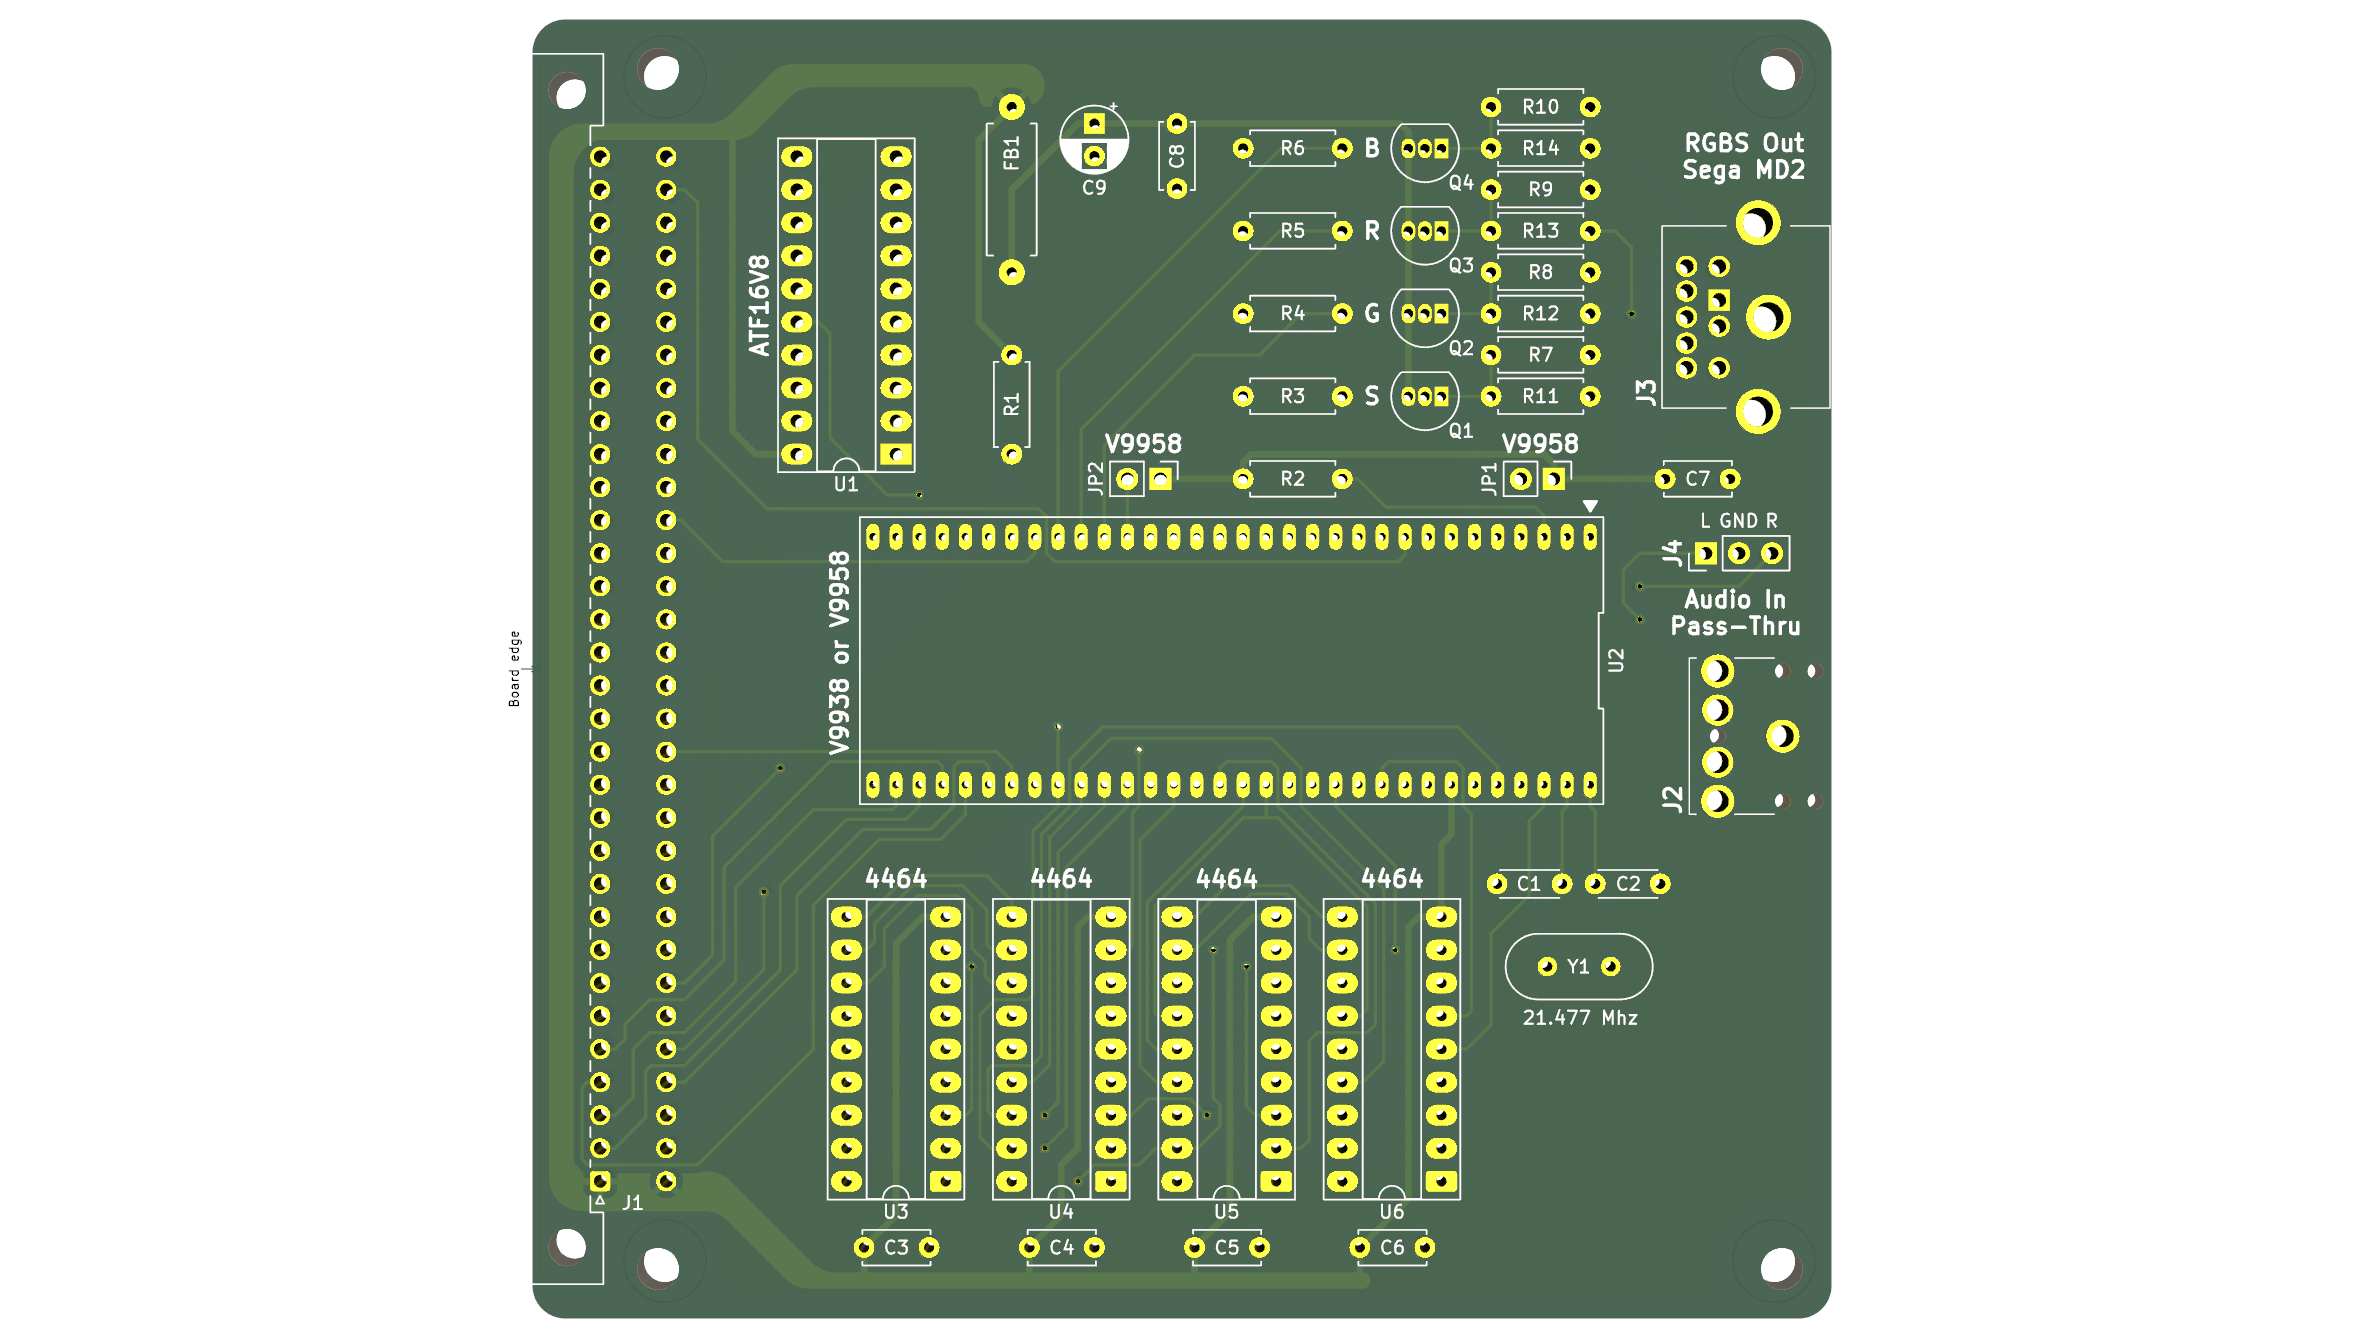 R10
RGBS Out
Sega MD2
FB1
+
C9
C8
R6
B
Q4
R14
R9
R5
R
Q3
R13
R8
ATF16V8
R4
G
Q2
R12
R7
J3
R1
R3
S
Q1
R11
U1
V9958
JP2
R2
V9958
JP1
C7
L GND R
J4
Audio In
Pass-Thru
V9938 or V9958
U2
Board edge
J2
4464
4464
4464
4464
C1
C2
Y1
21.477 Mhz
J1
U3
U4
U5
U6
C3
C4
C5
C6